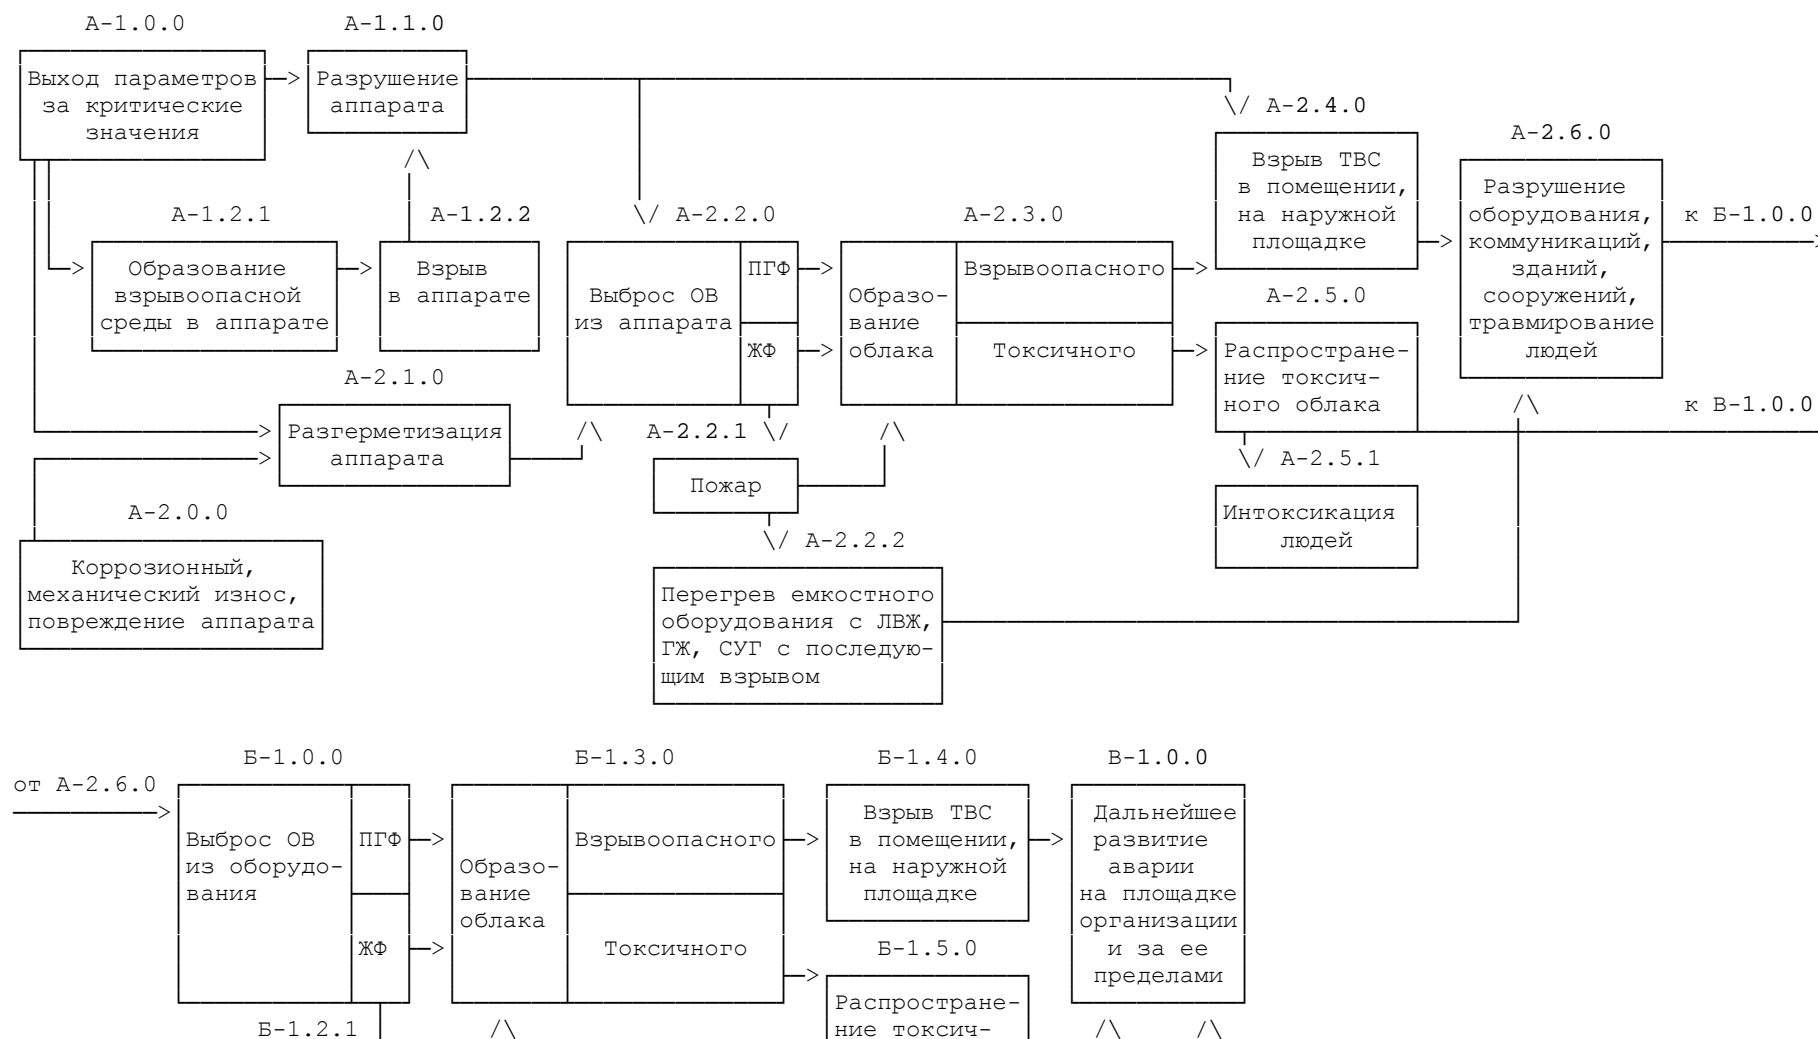 А-1.0.0
Выход параметров
за критические
значения
А-1.1.0
Разрушение
аппарата
А-1.2.1
Образование
взрывоопасной
среды в аппарате
А-1.2.2
Взрыв
в аппарате
А-2.1.0
Разгерметизация
аппарата
А-2.0.0
Коррозионный,
механический износ,
повреждение аппарата
А-2.2.0
Выброс ОВ
из аппарата
ПГФ
ЖФ
А-2.2.1
Пожар
А-2.2.2
Перегрев емкостного
оборудования с ЛВЖ,
ГЖ, СУГ с последую-
щим взрывом
А-2.3.0
Образо-
вание
облака
Взрывоопасного
Токсичного
А-2.4.0
Взрыв ТВС
в помещении,
на наружной
площадке
А-2.5.0
Распростране-
ние токсич-
ного облака
А-2.5.1
Интоксикация
людей
А-2.6.0
Разрушение
оборудования,
коммуникаций,
зданий,
сооружений,
травмирование
людей
к Б-1.0.0
к В-1.0.0
от А-2.6.0
Б-1.0.0
Выброс ОВ
из оборудо-
вания
ПГФ
ЖФ
Б-1.2.1
Б-1.3.0
Образо-
вание
облака
Взрывоопасного
Токсичного
Б-1.4.0
Взрыв ТВС
в помещении,
на наружной
площадке
Б-1.5.0
Распростране-
ние токсич-
В-1.0.0
Дальнейшее
развитие
аварии
на площадке
организации
и за ее
пределами